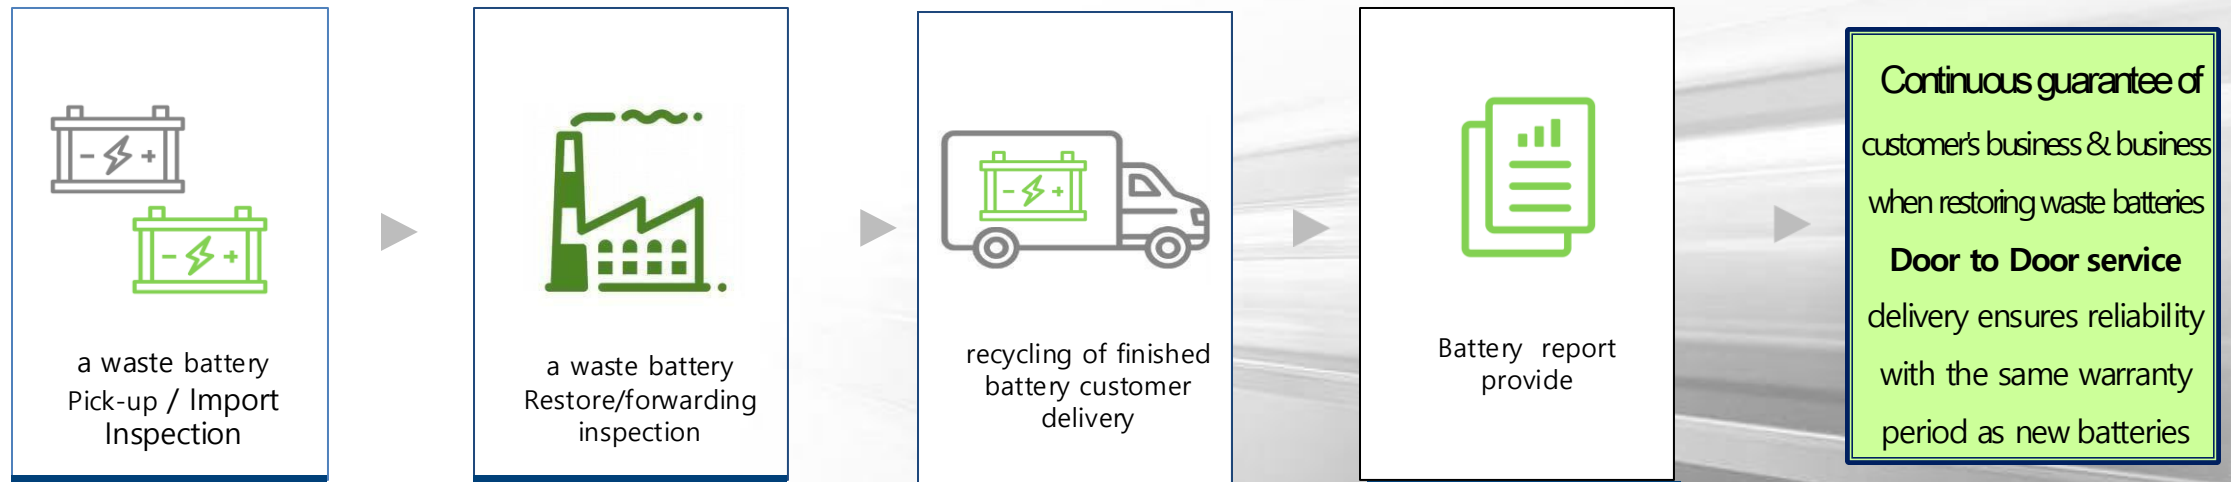 a waste battery
Pick-up / Import
Inspection
a waste battery
Restore/forwarding
inspection
recycling of finished
battery customer
delivery
Battery report
provide
Continuous guarantee of
customer's business & business
when restoring waste batteries
Door to Door service
delivery ensures reliability
with the same warranty
period as new batteries